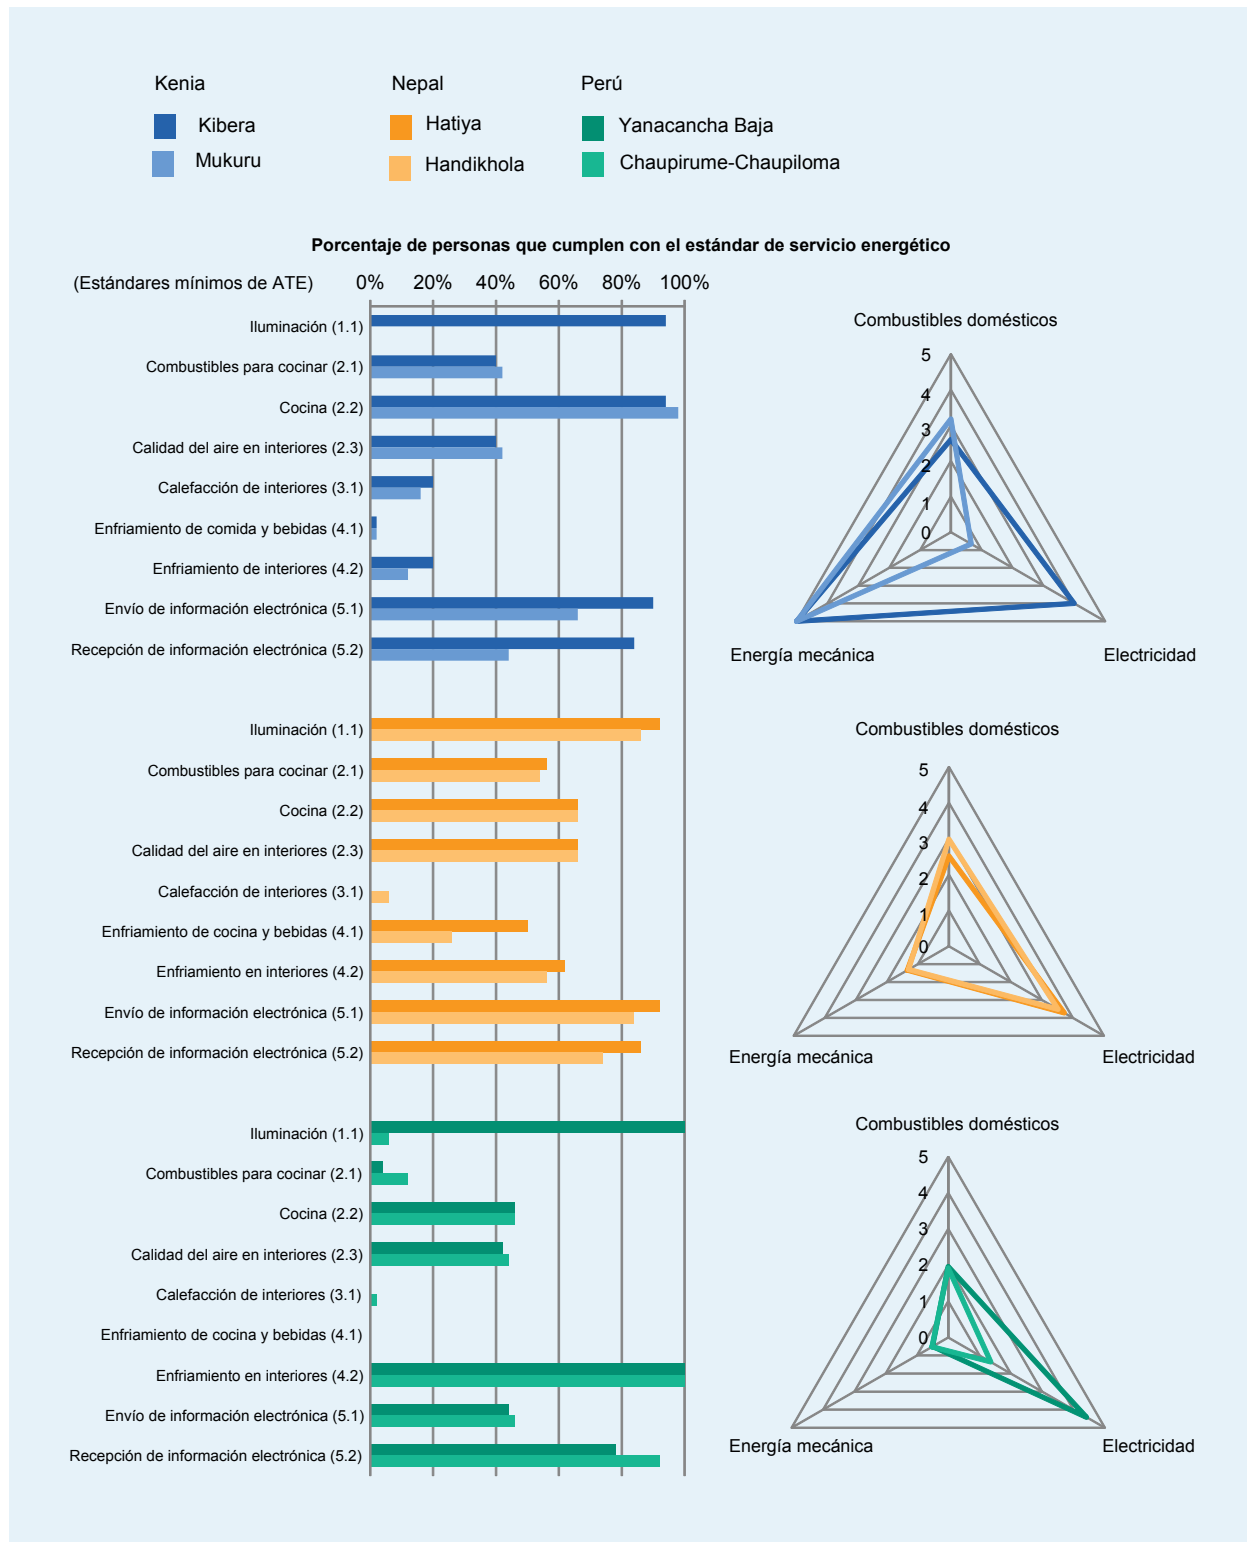 Kenia
Nepal
Perú
Kibera
Hatiya
Yanacancha Baja
Mukuru
Handikhola
Chaupirume-Chaupiloma
Porcentaje de personas que cumplen con el estándar de servicio energético
(Estándares mínimos de ATE)
0% 20% 40% 60% 80% 100%
Iluminación (1.1)
Combustibles para cocinar (2.1)
Cocina (2.2)
Calidad del aire en interiores (2.3)
Calefacción de interiores (3.1)
Enfriamiento de comida y bebidas (4.1)
Enfriamiento de interiores (4.2)
Envío de información electrónica (5.1)
Recepción de información electrónica (5.2)
Combustibles domésticos
5
4
3
2
1
0
Energía mecánica
Electricidad
Iluminación (1.1)
Combustibles para cocinar (2.1)
Cocina (2.2)
Calidad del aire en interiores (2.3)
Calefacción de interiores (3.1)
Enfriamiento de cocina y bebidas (4.1)
Enfriamiento en interiores (4.2)
Envío de información electrónica (5.1)
Recepción de información electrónica (5.2)
Combustibles domésticos
5
4
3
2
1
0
Energía mecánica
Electricidad
Iluminación (1.1)
Combustibles para cocinar (2.1)
Cocina (2.2)
Calidad del aire en interiores (2.3)
Calefacción de interiores (3.1)
Enfriamiento de cocina y bebidas (4.1)
Enfriamiento en interiores (4.2)
Envío de información electrónica (5.1)
Recepción de información electrónica (5.2)
Combustibles domésticos
5
4
3
2
1
0
Energía mecánica
Electricidad